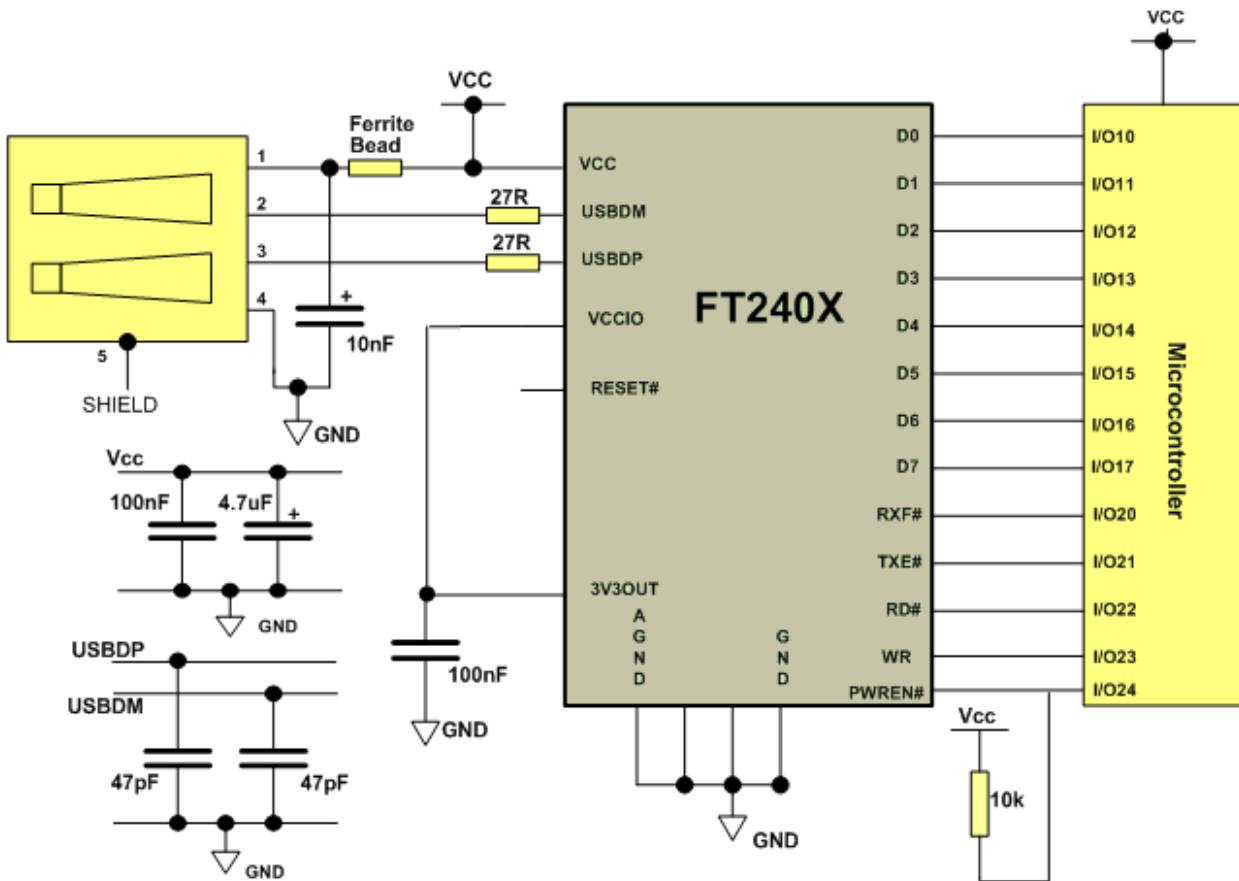 VCC
VCC
Ferrite
Bead
1
2
3
4
5
SHIELD
27R
27R
+
10nF
GND
VCC
USBDM
USBDP
VCCIO
RESET#
3V3OUT
FT240X
AGND
GND
D0
D1
D2
D3
D4
D5
D6
D7
RXF#
TXE#
RD#
WR
PWREN#
I/O10
I/O11
I/O12
I/O13
I/O14
I/O15
I/O16
I/O17
I/O20
I/O21
I/O22
I/O23
I/O24
Microcontroller
Vcc
100nF
4.7uF
+
GND
USBDP
USBDM
47pF
47pF
GND
100nF
GND
GND
Vcc
10k